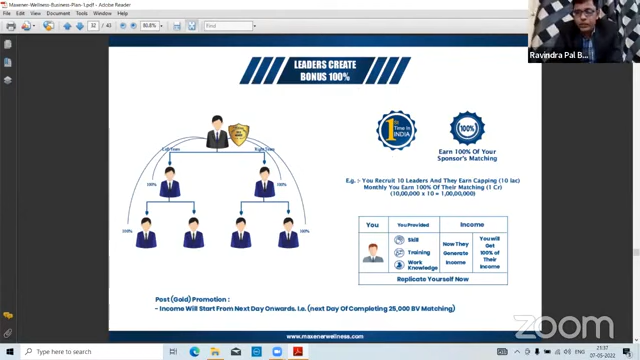 Maxener-Wellness-Business-Plan-1.pdf - Adobe Reader
File Edit View Document Tools Window Help
32 / 43
80.8%
Find
Ravindra Pal B...
LEADERS CREATE
BONUS 100%
Left Team Right Team
100% 100%
100% 100%
1st
Time in
INDIA
100%
Earn 100% Of Your
Sponsor's Matching
E.g :- You Recruit 10 Leaders And They Earn Capping (10 lac)
Monthly You Earn 100% Of Their Matching (1 Cr)
(10,00,000 x 10 = 1,00,00,000)
You You Provided Income
Skill
Training
Work
Knowledge
Now They
Generate
Income
You will
Get
100% of
Their
Income
Replicate Yourself Now
Post (Gold) Promotion :
- Income Will Start From Next Day Onwards. I.e. (next Day Of Completing 25,000 BV Matching)
www.maxenerwellness.com
zoom
Type here to search
ENG
21:37
07-05-2022